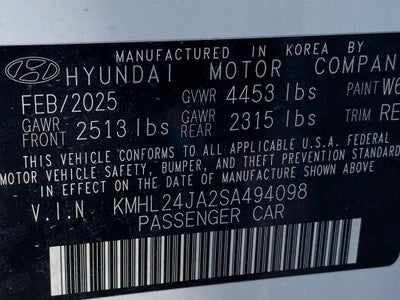 MANUFACTURED IN KOREA BY
HYUNDAI MOTOR COMPAN
FEB/2025 GVWR 4453 lbs PAINT W6
GAWR FRONT 2513 lbs GAWR REAR 2315 lbs TRIM RE
THIS VEHICLE CONFORMS TO ALL APPLICABLE U.S.A. FEDERAL
MOTOR VEHICLE SAFETY, BUMPER, AND THEFT PREVENTION STANDARD
IN EFFECT ON THE DATE OF MANUFACTURE SHOWN ABOVE.
V.I.N KMHL24JA2SA494098
PASSENGER CAR